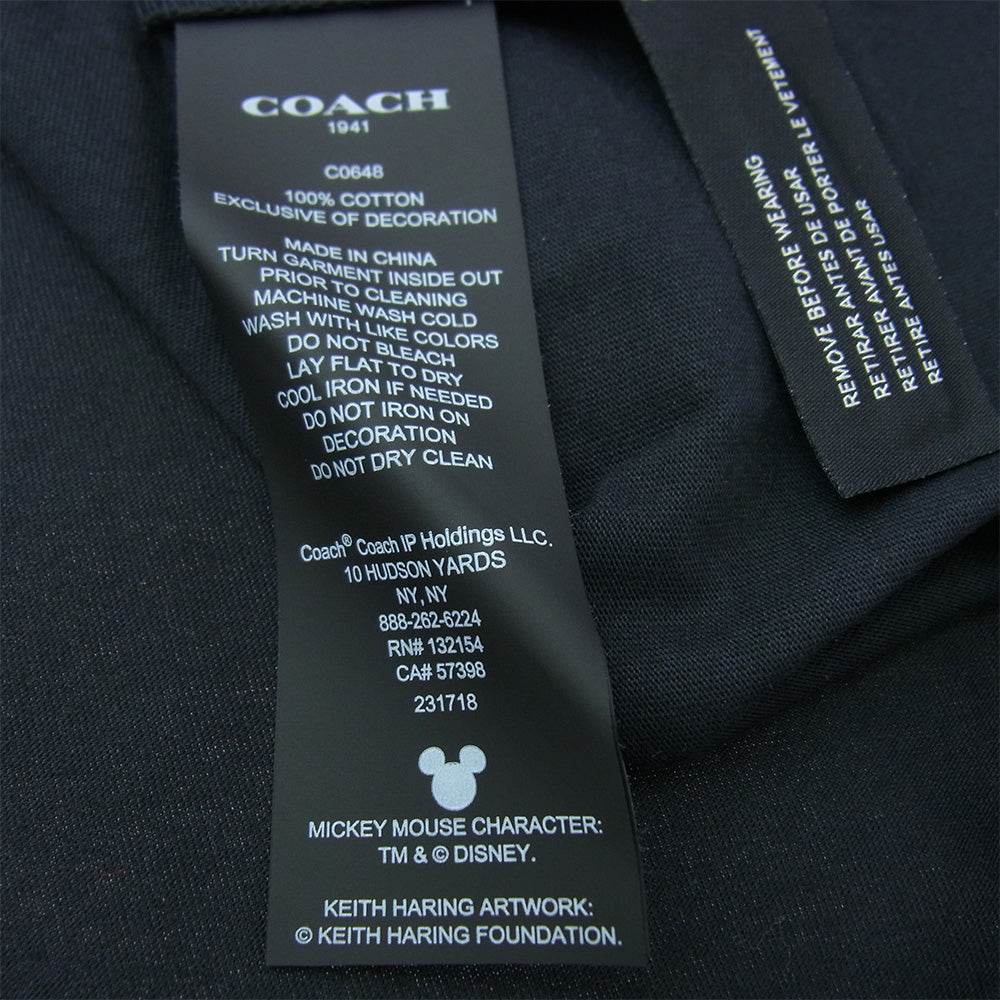 COACH
1941
C0648
100% COTTON
EXCLUSIVE OF DECORATION
MADE IN CHINA
TURN GARMENT INSIDE OUT
PRIOR TO CLEANING
MACHINE WASH COLD
WASH WITH LIKE COLORS
DO NOT BLEACH
LAY FLAT TO DRY
COOL IRON IF NEEDED
DO NOT IRON ON
DECORATION
DO NOT DRY CLEAN
Coach® Coach IP Holdings LLC.
10 HUDSON YARDS
NY, NY
888-262-6224
RN# 132154
CA# 57398
231718
MICKEY MOUSE CHARACTER:
TM & © DISNEY.
KEITH HARING ARTWORK:
© KEITH HARING FOUNDATION.
REMOVE BEFORE WEARING
RETIRAR ANTES DE USAR
RETIRER AVANT DE PORTER LE VETEMENT
RETIRE ANTES USAR